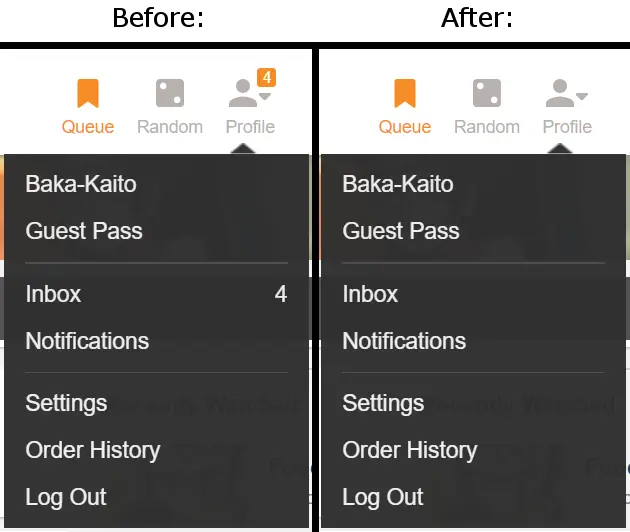 Before:
After:
4
Queue Random Profile
Baka-Kaito
Guest Pass
Inbox 4
Notifications
Settings
Order History
Log Out
Queue Random Profile
Baka-Kaito
Guest Pass
Inbox
Notifications
Settings
Order History
Log Out